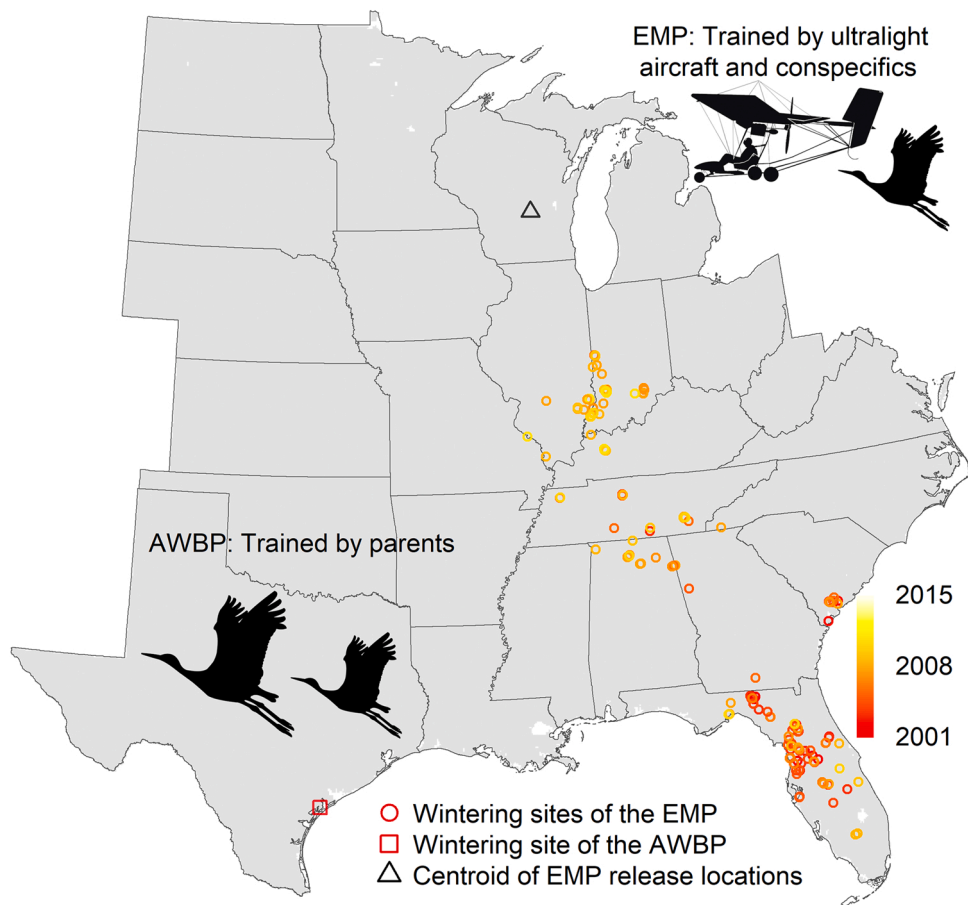 EMP: Trained by ultralight
aircraft and conspecifics
AWBP: Trained by parents
2015
2008
2001
Wintering sites of the EMP
Wintering site of the AWBP
Centroid of EMP release locations